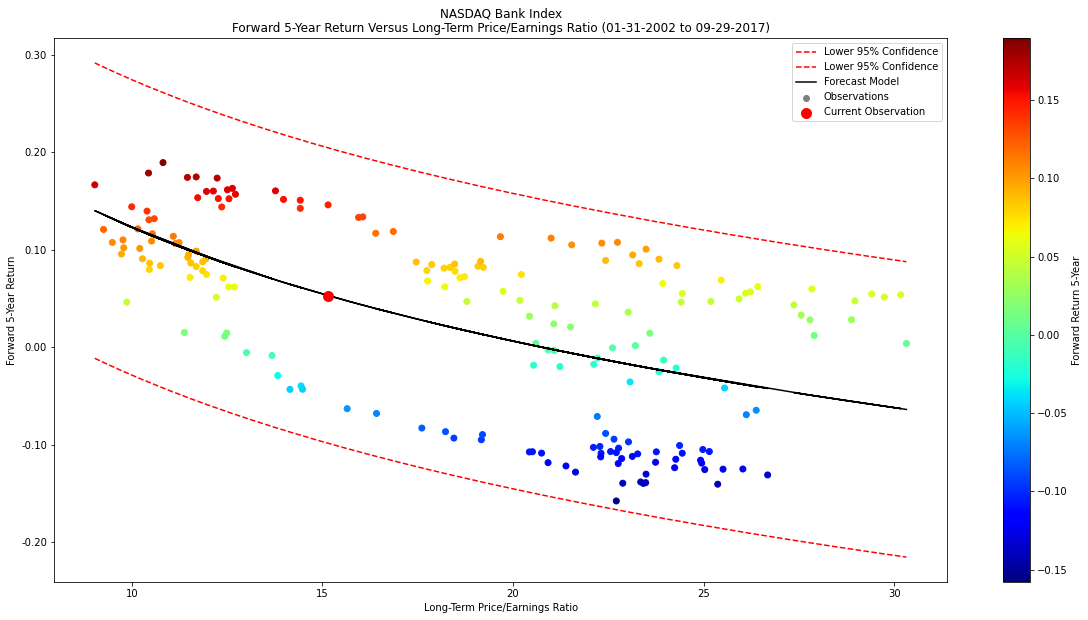 NASDAQ Bank Index
Forward 5-Year Return Versus Long-Term Price/Earnings Ratio (01-31-2002 to 09-29-2017)
Lower 95% Confidence
Lower 95% Confidence
Forecast Model
Observations
Current Observation
Forward 5-Year Return
0.30
0.20
0.10
0.00
-0.10
-0.20
10
15
20
25
30
Long-Term Price/Earnings Ratio
0.15
0.10
0.05
0.00
−0.05
−0.10
−0.15
Forward Return 5-Year